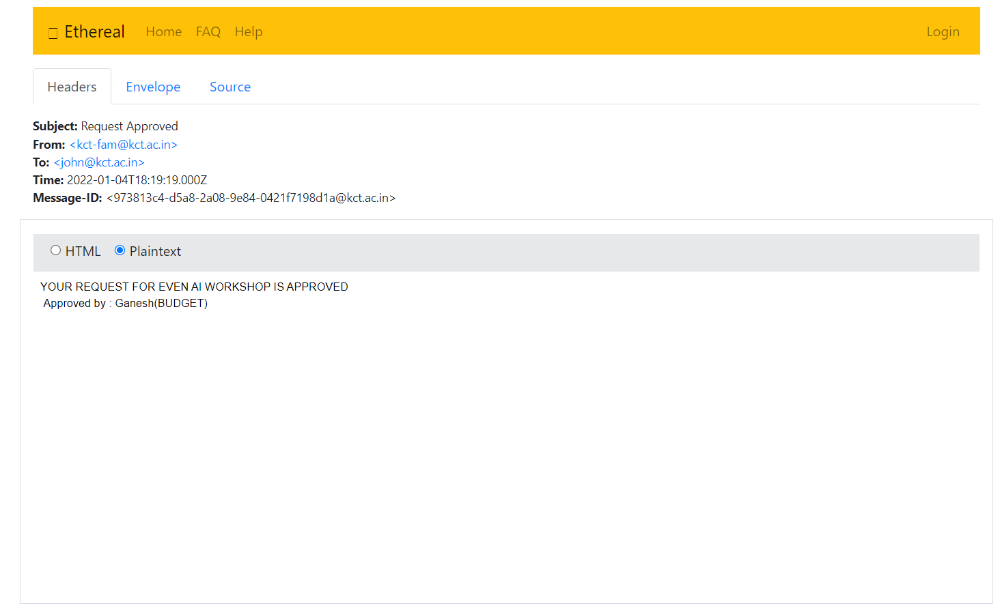 Ethereal Home FAQ Help Login
Headers Envelope Source
Subject: Request Approved
From: <kct-fam@kct.ac.in>
To: <john@kct.ac.in>
Time: 2022-01-04T18:19:19.000Z
Message-ID: <973813c4-d5a8-2a08-9e84-0421f7198d1a@kct.ac.in>
HTML Plaintext
YOUR REQUEST FOR EVEN AI WORKSHOP IS APPROVED
Approved by : Ganesh(BUDGET)